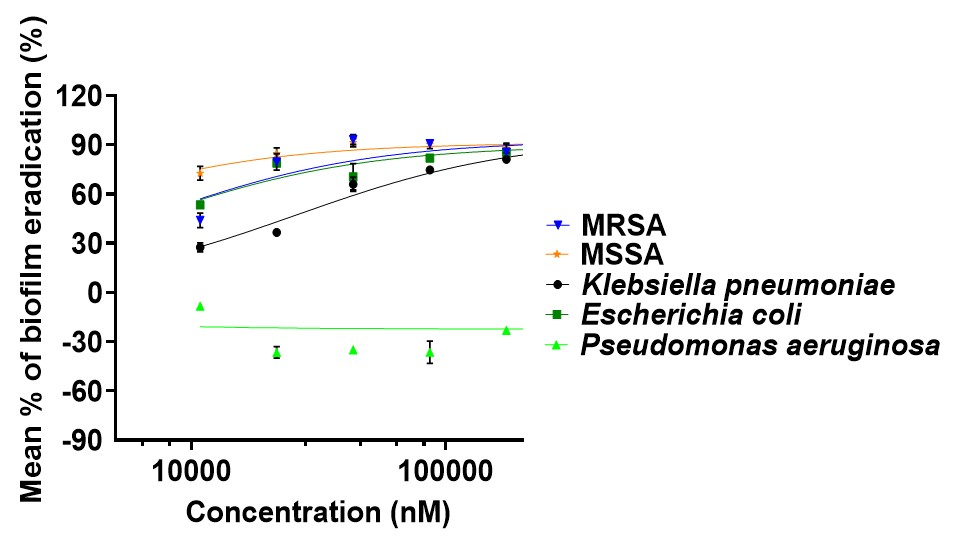 Mean % of biofilm eradication (%)
120
90
60
30
0
-30
-60
-90
10000
100000
Concentration (nM)
MRSA
MSSA
Klebsiella pneumoniae
Escherichia coli
Pseudomonas aeruginosa